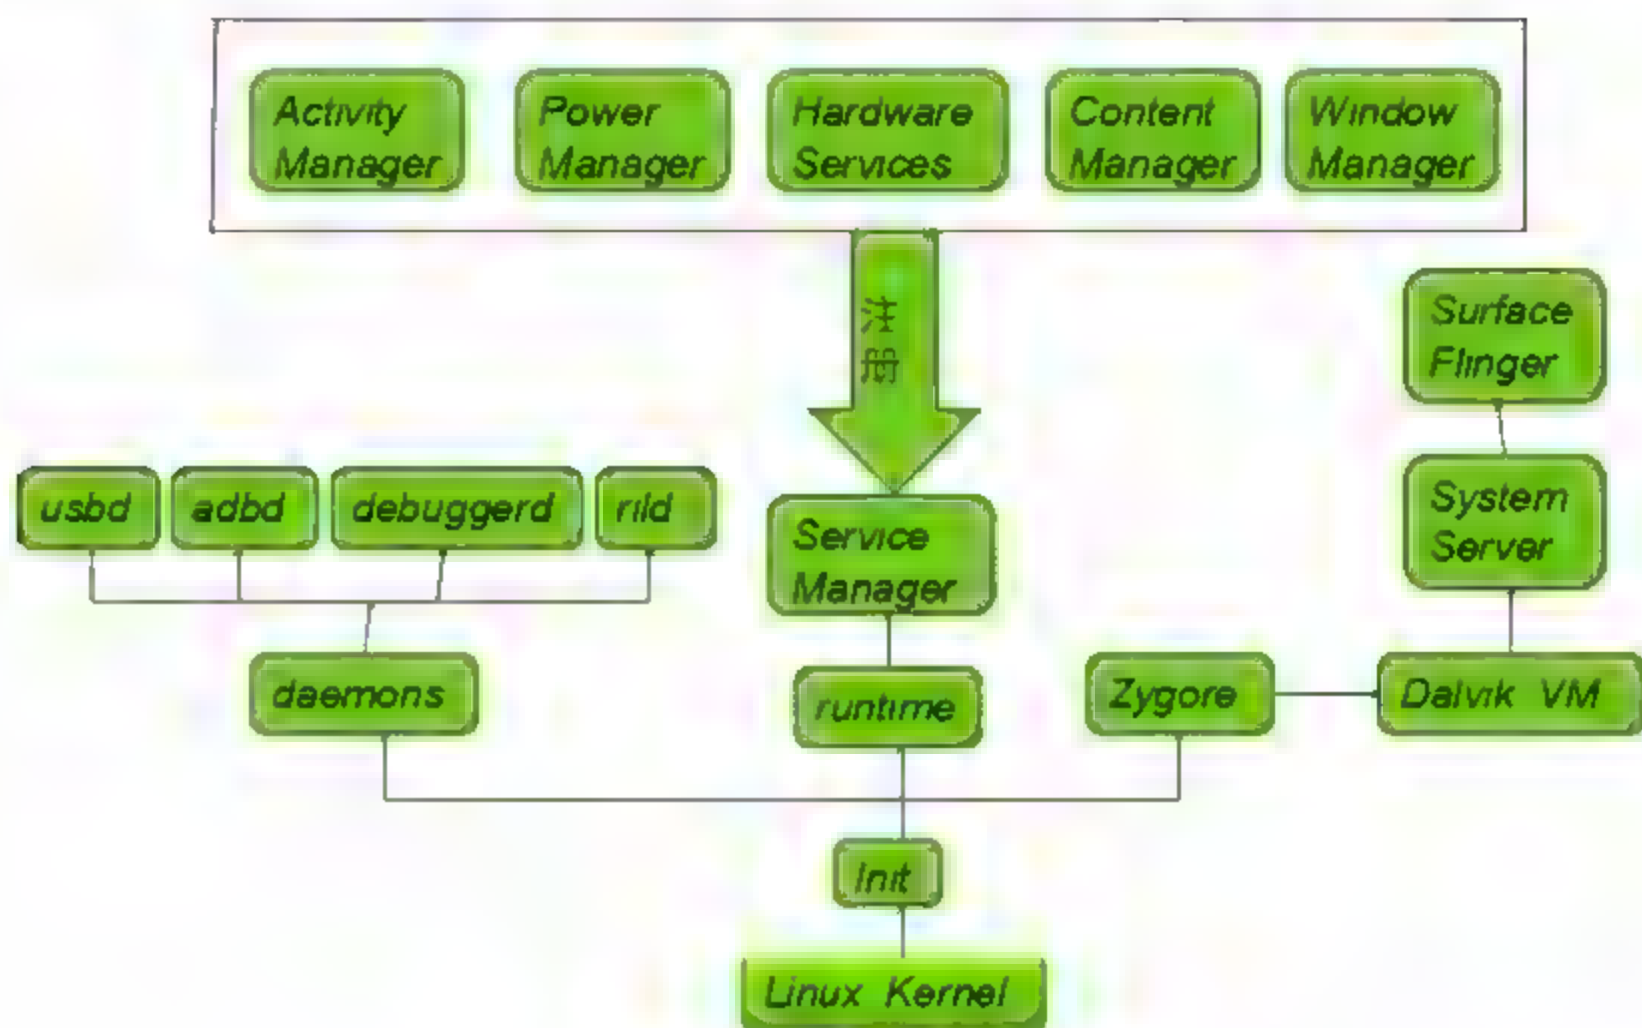 Activity
Manager
Power
Manager
Hardware
Services
Content
Manager
Window
Manager
注册
Surface
Flinger
usbd
adbd
debuggerd
rild
System
Server
Service
Manager
daemons
runtime
Zygore
Dalvik VM
Init
Linux Kernel